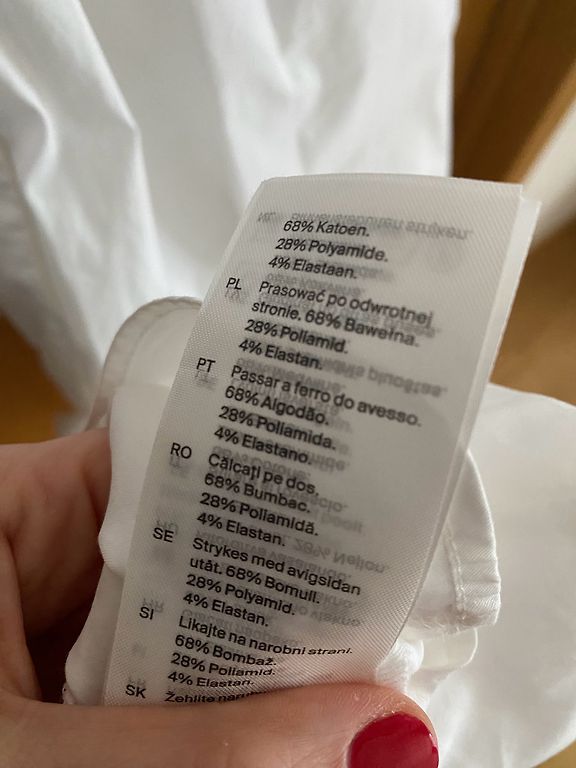 68% Katoen.
28% Polyamide.
4% Elastaan.
PL Prasować po odwrotnej
stronie. 68% Bawełna.
28% Poliamid.
4% Elastan.
PT Passar a ferro do avesso.
68% Algodão.
28% Poliamida.
4% Elastano.
RO Călcaţi pe dos.
68% Bumbac.
28% Poliamidă.
4% Elastan.
SE Strykes med avigsidan
utåt. 68% Bomull.
28% Polyamid.
4% Elastan.
SI Likajte na narobni strani.
68% Bombaž.
28% Poliamid.
4% Elastan.
SK Žehlite